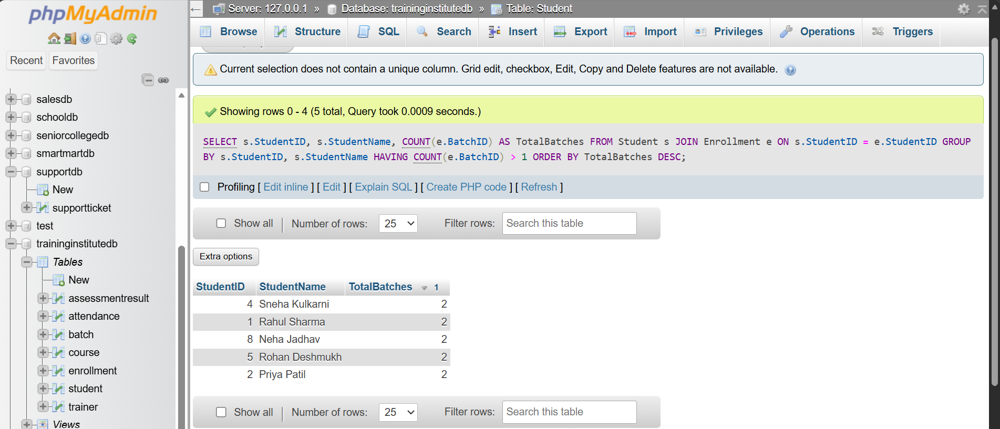 phpMyAdmin
Recent
Favorites
salesdb
schooldb
seniorcollegedb
smartmartdb
supportdb
New
supportticket
test
traininginstitutedb
Tables
New
assessmentresult
attendance
batch
course
enrollment
student
trainer
Views
Server: 127.0.0.1 » Database: traininginstitutedb » Table: Student
Browse Structure SQL Search Insert Export Import Privileges Operations Triggers
Current selection does not contain a unique column. Grid edit, checkbox, Edit, Copy and Delete features are not available.
Showing rows 0 - 4 (5 total, Query took 0.0009 seconds.)
SELECT s.StudentID, s.StudentName, COUNT(e.BatchID) AS TotalBatches FROM Student s JOIN Enrollment e ON s.StudentID = e.StudentID GROUP
BY s.StudentID, s.StudentName HAVING COUNT(e.BatchID) > 1 ORDER BY TotalBatches DESC;
Profiling [ Edit inline ] [ Edit ] [ Explain SQL ] [ Create PHP code ] [ Refresh ]
Show all | Number of rows: 25 Filter rows: Search this table
Extra options
StudentID StudentName TotalBatches 1
4 Sneha Kulkarni 2
1 Rahul Sharma 2
8 Neha Jadhav 2
5 Rohan Deshmukh 2
2 Priya Patil 2
Show all | Number of rows: 25 Filter rows: Search this table